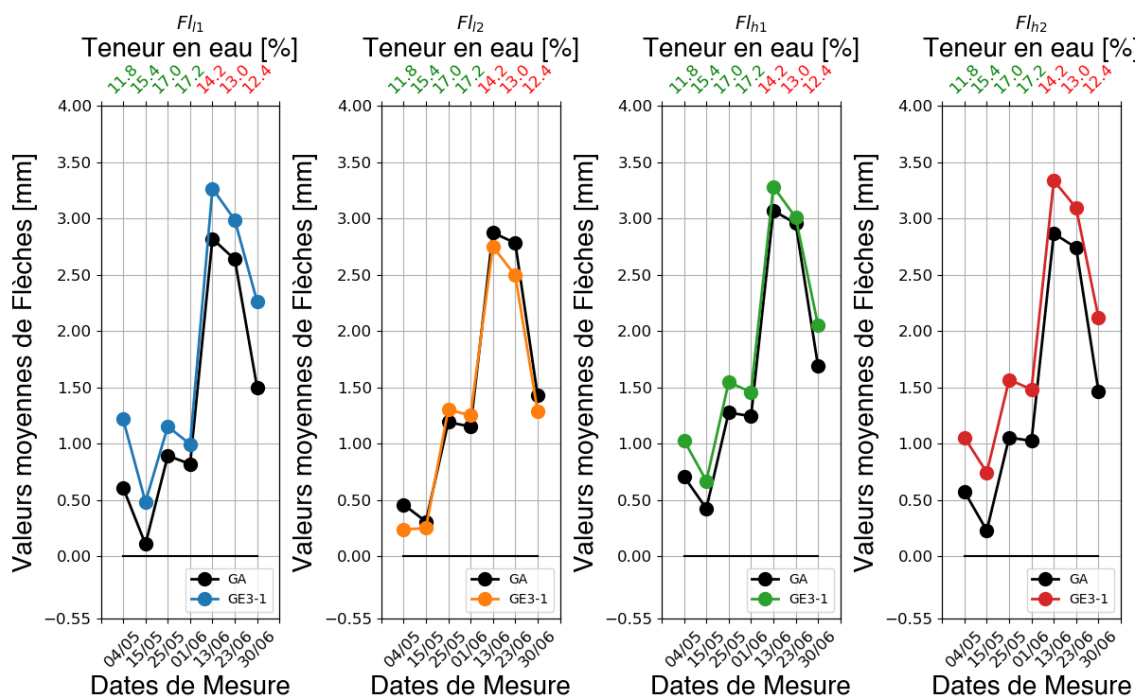 Fl_l1
Teneur en eau [%]
11.8 15.4 17.0 17.2 14.2 13.0 12.4
Valeurs moyennes de Flèches [mm]
4.00
3.50
3.00
2.50
2.00
1.50
1.00
0.50
0.00
−0.55
GA
GE3-1
04/05 15/05 25/05 01/06 13/06 23/06 30/06
Dates de Mesure
Fl_l2
Teneur en eau [%]
11.8 15.4 17.0 17.2 14.2 13.0 12.4
Valeurs moyennes de Flèches [mm]
4.00
3.50
3.00
2.50
2.00
1.50
1.00
0.50
0.00
−0.55
GA
GE3-1
04/05 15/05 25/05 01/06 13/06 23/06 30/06
Dates de Mesure
Fl_h1
Teneur en eau [%]
11.8 15.4 17.0 17.2 14.2 13.0 12.4
Valeurs moyennes de Flèches [mm]
4.00
3.50
3.00
2.50
2.00
1.50
1.00
0.50
0.00
−0.55
GA
GE3-1
04/05 15/05 25/05 01/06 13/06 23/06 30/06
Dates de Mesure
Fl_h2
Teneur en eau [%]
11.8 15.4 17.0 17.2 14.2 13.0 12.4
Valeurs moyennes de Flèches [mm]
4.00
3.50
3.00
2.50
2.00
1.50
1.00
0.50
0.00
−0.55
GA
GE3-1
04/05 15/05 25/05 01/06 13/06 23/06 30/06
Dates de Mesure